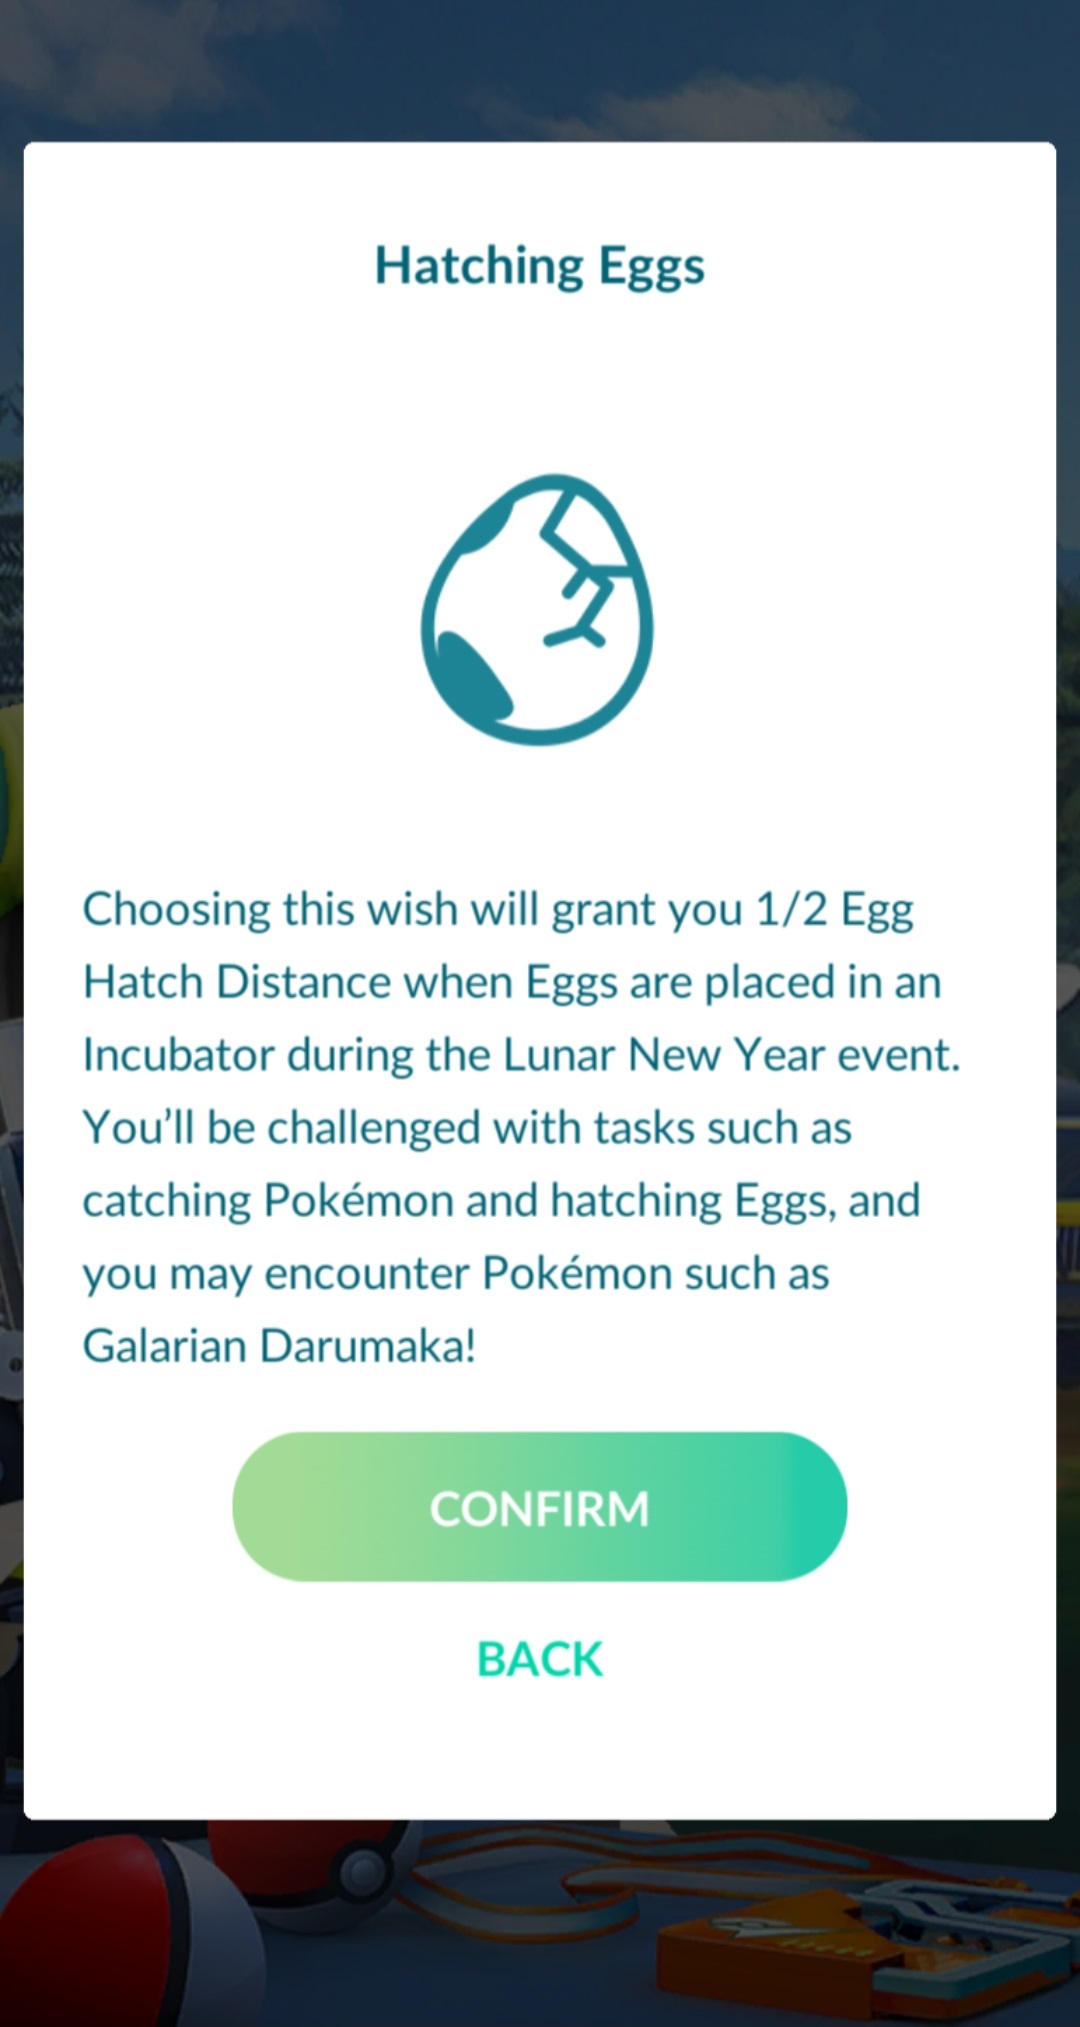 Hatching Eggs
Choosing this wish will grant you 1/2 Egg
Hatch Distance when Eggs are placed in an
Incubator during the Lunar New Year event.
You’ll be challenged with tasks such as
catching Pokémon and hatching Eggs, and
you may encounter Pokémon such as
Galarian Darumaka!
CONFIRM
BACK